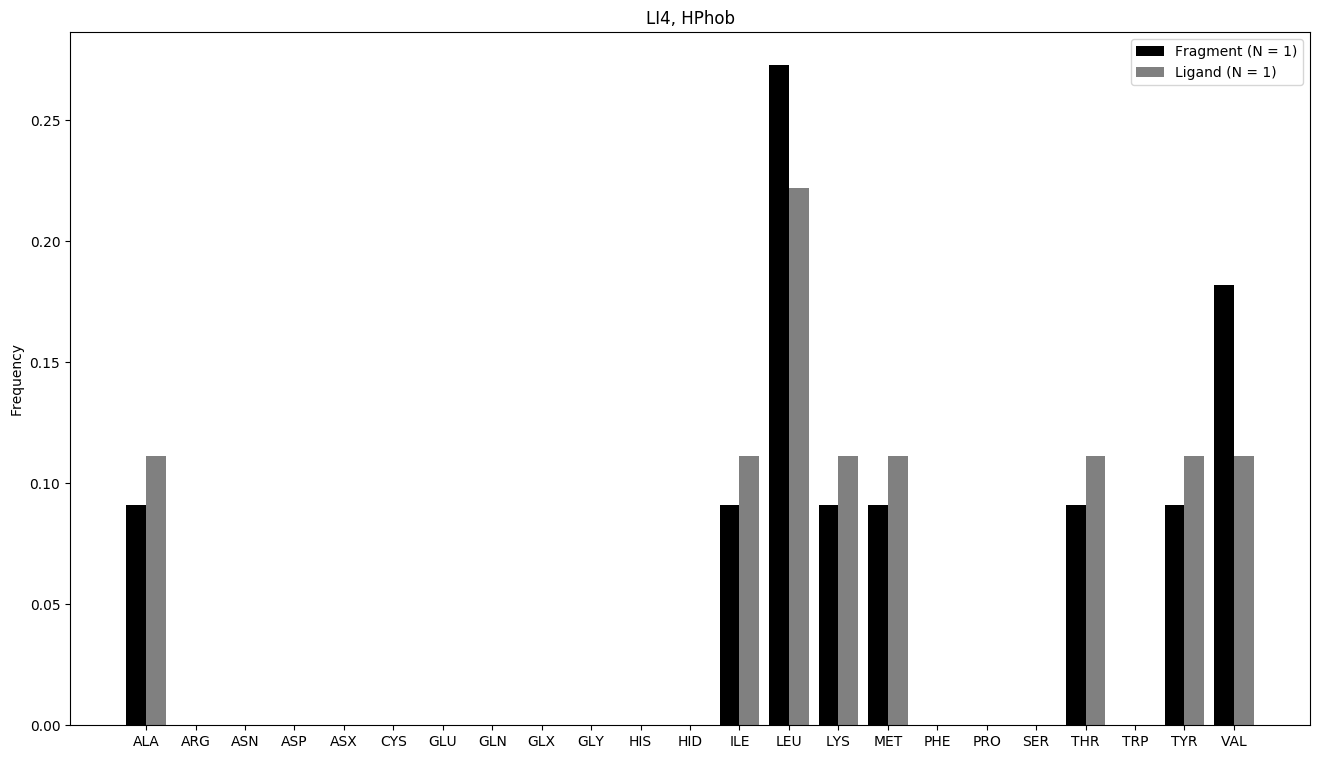 LI4, HPhob
Fragment (N = 1)
Ligand (N = 1)
Frequency
0.25
0.20
0.15
0.10
0.05
0.00
ALA ARG ASN ASP ASX CYS GLU GLN GLX GLY HIS HID ILE LEU LYS MET PHE PRO SER THR TRP TYR VAL